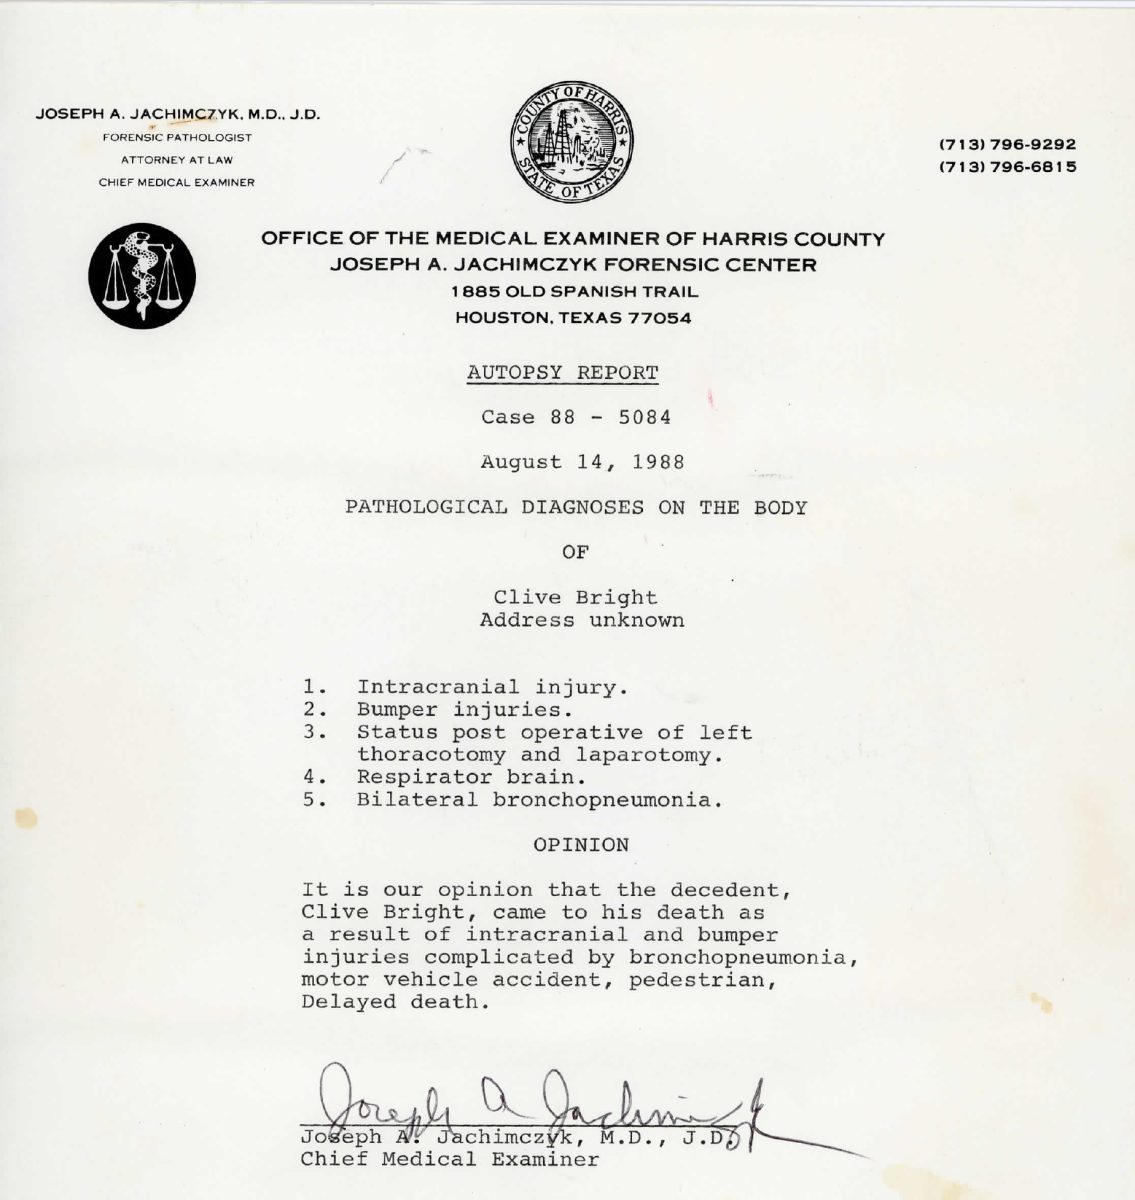 JOSEPH A. JACHIMCZYK, M.D., J.D.
FORENSIC PATHOLOGIST
ATTORNEY AT LAW
CHIEF MEDICAL EXAMINER
COUNTY OF HARRIS
STATE OF TEXAS
(713) 796-9292
(713) 796-6815
OFFICE OF THE MEDICAL EXAMINER OF HARRIS COUNTY
JOSEPH A. JACHIMCZYK FORENSIC CENTER
1885 OLD SPANISH TRAIL
HOUSTON, TEXAS 77054
AUTOPSY REPORT
Case 88 - 5084
August 14, 1988
PATHOLOGICAL DIAGNOSES ON THE BODY
OF
Clive Bright
Address unknown
1. Intracranial injury.
2. Bumper injuries.
3. Status post operative of left
thoracotomy and laparotomy.
4. Respirator brain.
5. Bilateral bronchopneumonia.
OPINION
It is our opinion that the decedent,
Clive Bright, came to his death as
a result of intracranial and bumper
injuries complicated by bronchopneumonia,
motor vehicle accident, pedestrian,
Delayed death.
Joseph A Jachimczyk
Joseph A. Jachimczyk, M.D., J.D.
Chief Medical Examiner